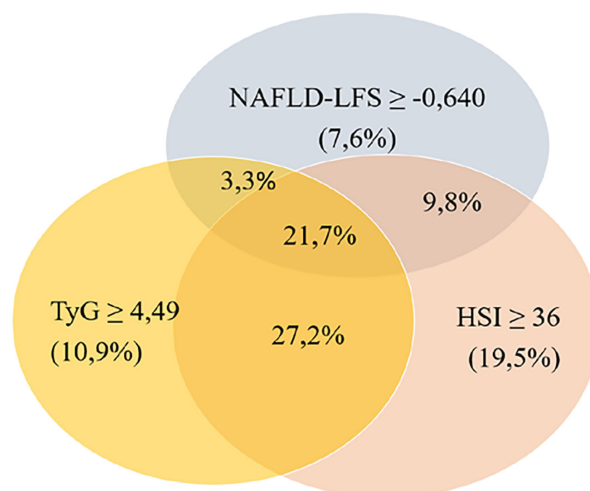 NAFLD-LFS ≥ -0,640
(7,6%)
3,3%
9,8%
21,7%
TyG ≥ 4,49
(10,9%)
27,2%
HSI ≥ 36
(19,5%)